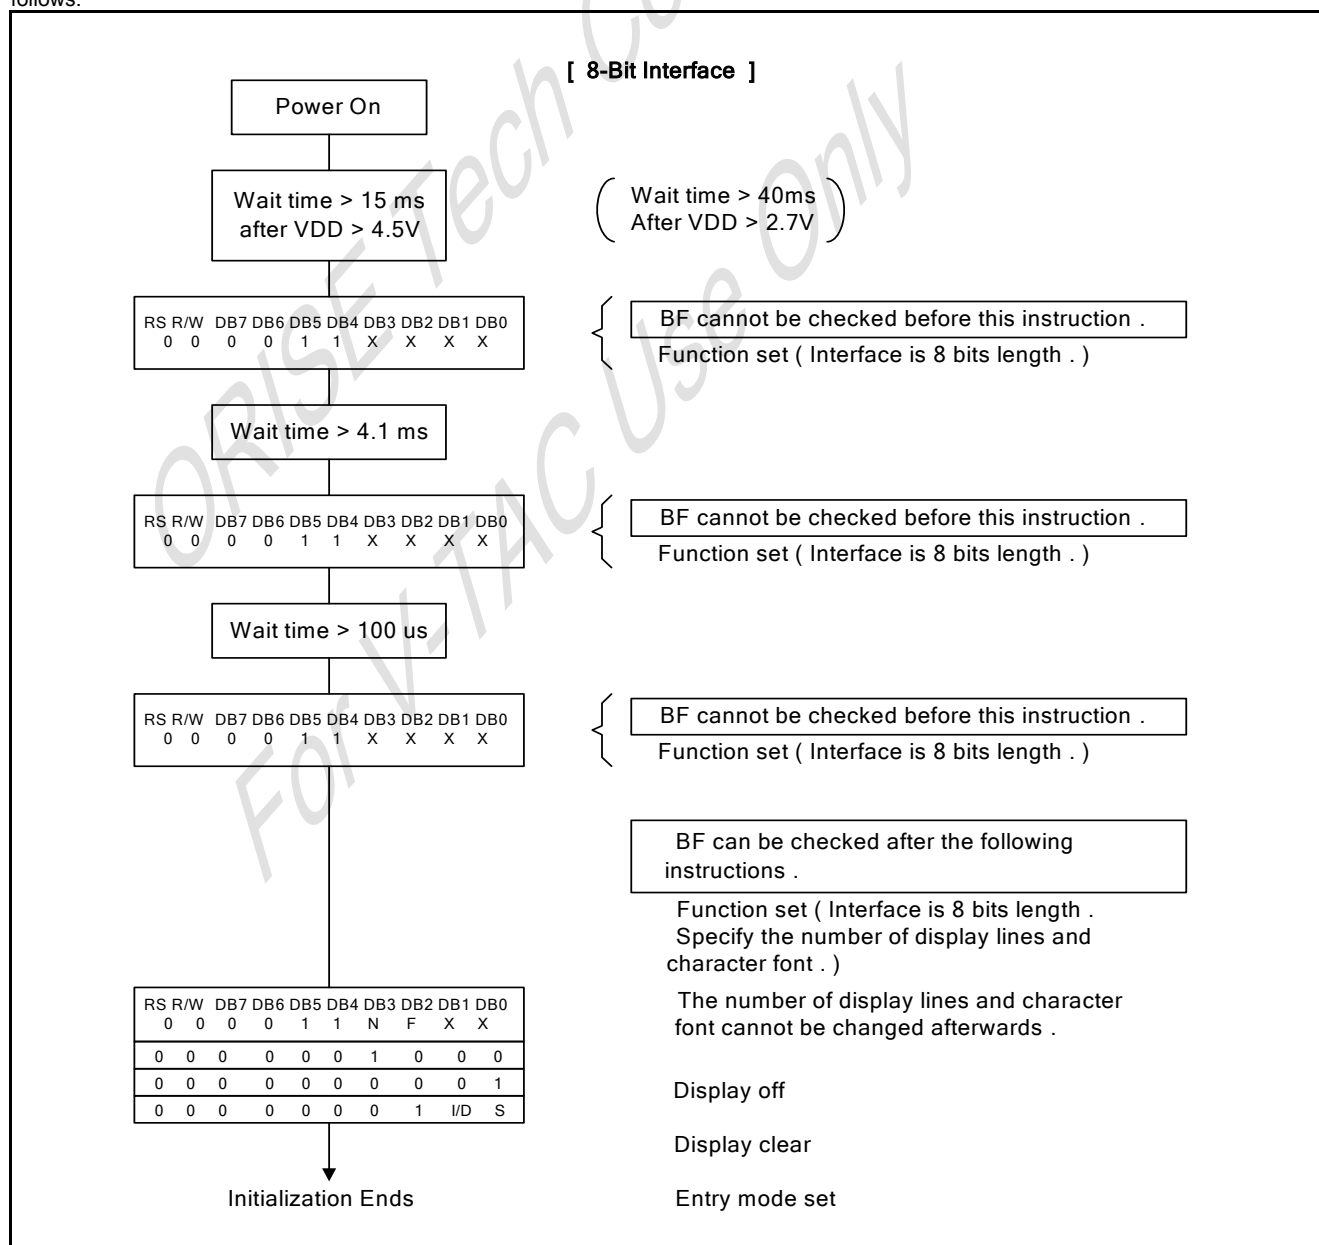 follows:
[ 8-Bit Interface ]
Power On
Wait time > 15 ms
after VDD > 4.5V
Wait time > 40ms
After VDD > 2.7V
RS R/W DB7 DB6 DB5 DB4 DB3 DB2 DB1 DB0
0 0 0 0 1 1 X X X X
BF cannot be checked before this instruction .
Function set ( Interface is 8 bits length . )
Wait time > 4.1 ms
RS R/W DB7 DB6 DB5 DB4 DB3 DB2 DB1 DB0
0 0 0 0 1 1 X X X X
BF cannot be checked before this instruction .
Function set ( Interface is 8 bits length . )
Wait time > 100 us
RS R/W DB7 DB6 DB5 DB4 DB3 DB2 DB1 DB0
0 0 0 0 1 1 X X X X
BF cannot be checked before this instruction .
Function set ( Interface is 8 bits length . )
BF can be checked after the following
instructions .
Function set ( Interface is 8 bits length .
Specify the number of display lines and
character font . )
RS R/W DB7 DB6 DB5 DB4 DB3 DB2 DB1 DB0
0 0 0 0 1 1 N F X X
The number of display lines and character
font cannot be changed afterwards .
0 0 0 0 0 0 1 0 0 0
0 0 0 0 0 0 0 0 0 1
0 0 0 0 0 0 0 1 I/D S
Display off
Display clear
Initialization Ends
Entry mode set
ORISE Tech Co
For V-TAC Use Only